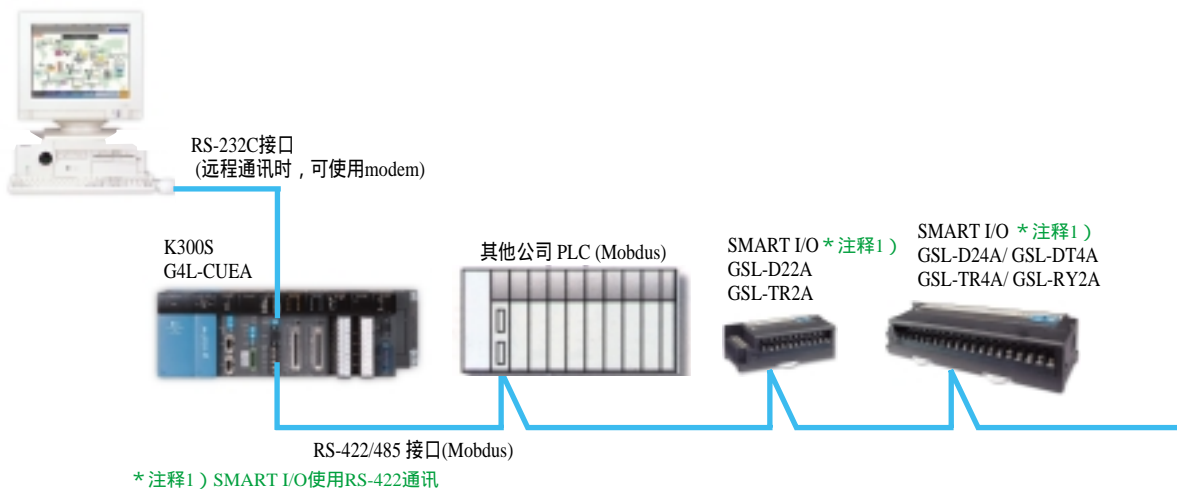 RS-232C接口
(远程通讯时，可使用modem)
K300S
G4L-CUEA
其他公司 PLC (Mobdus)
SMART I/O *注释1）
GSL-D22A
GSL-TR2A
SMART I/O *注释1）
GSL-D24A/ GSL-DT4A
GSL-TR4A/ GSL-RY2A
RS-422/485 接口(Mobdus)
*注释1）SMART I/O使用RS-422通讯